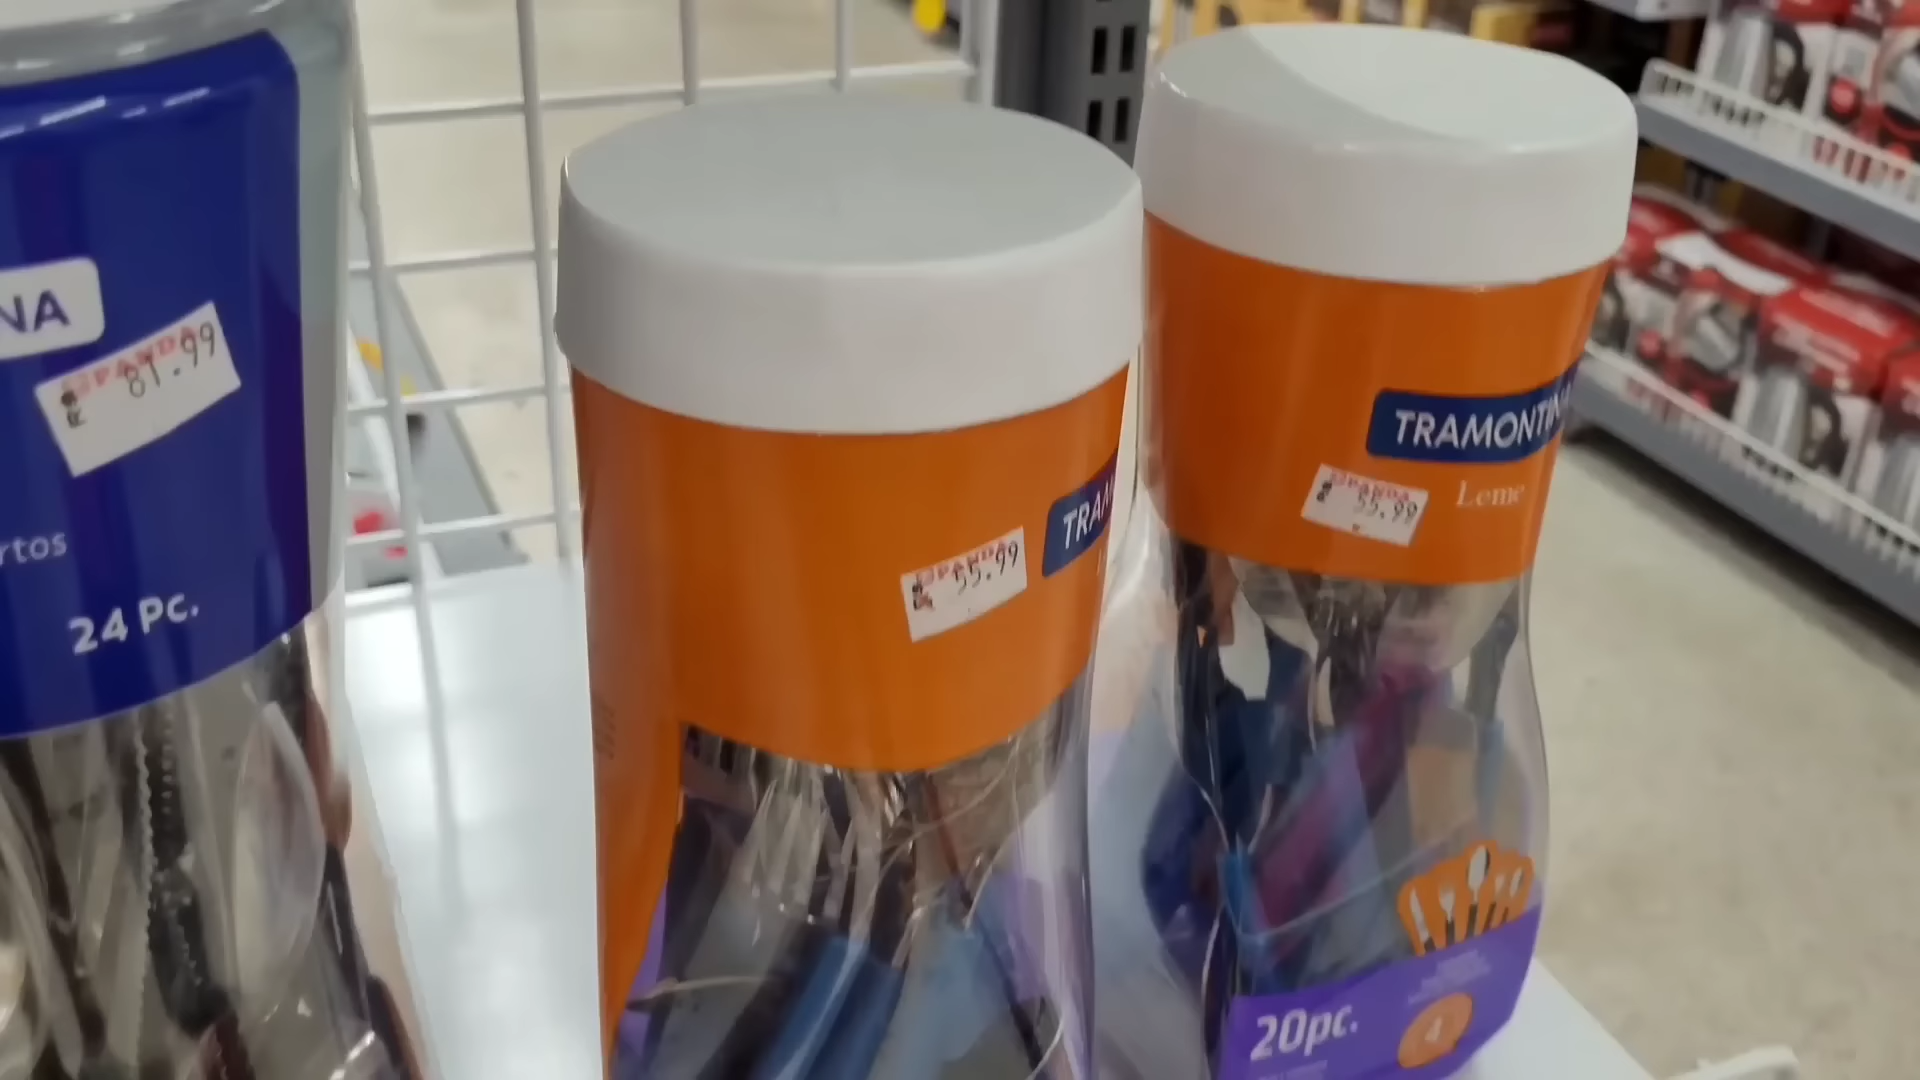 NA
PANDA
R$ 81.99
rtos
24 Pc.
TRAM
PANDA
R$ 55.99
TRAMONTINA
Leme
PANDA
R$ 55.99
20pc.
4